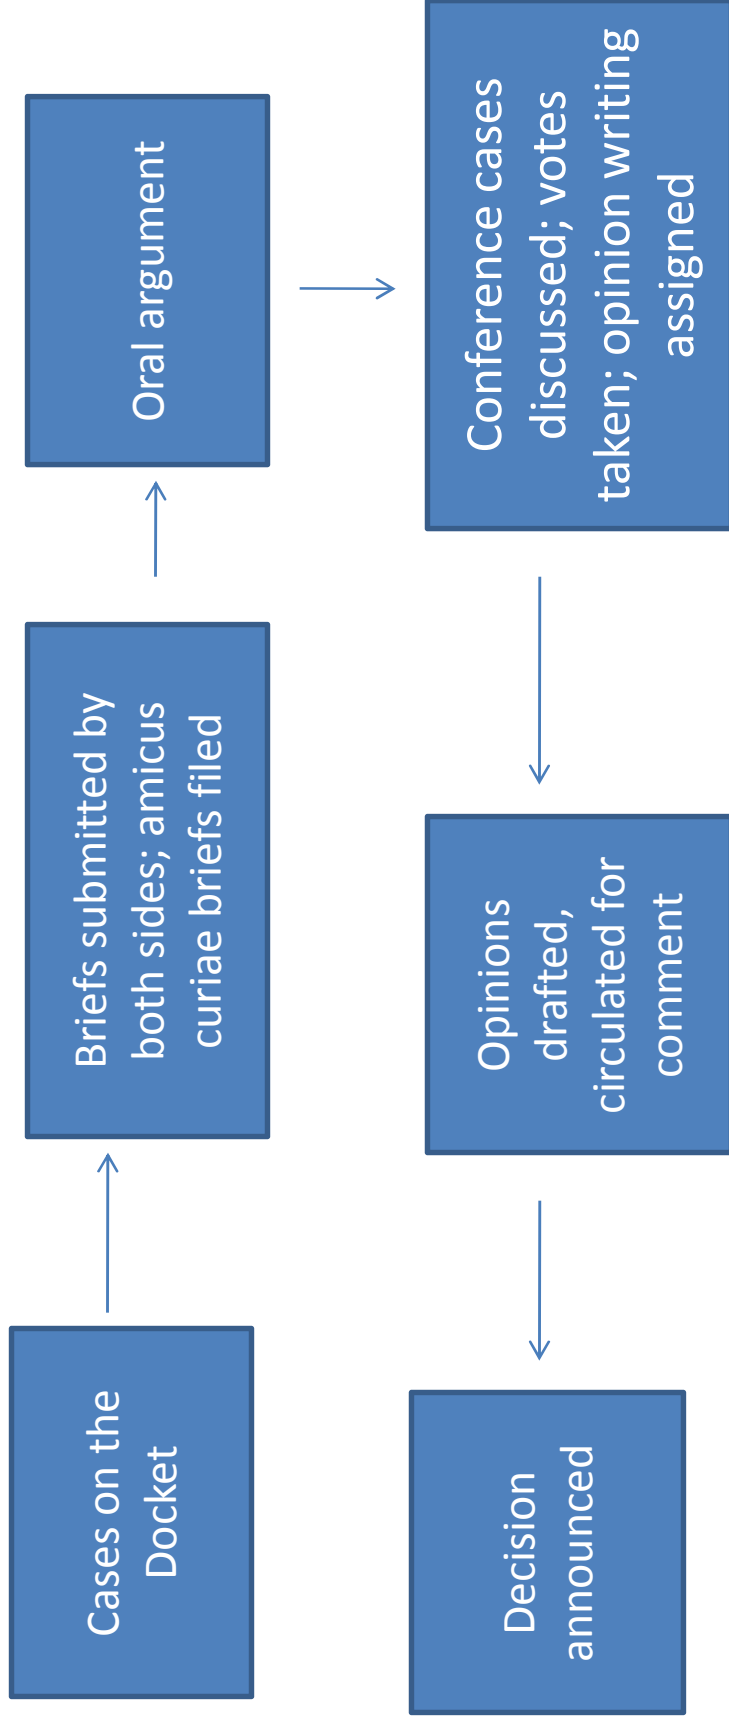 Cases on the
Docket
Briefs submitted by
both sides; amicus
curiae briefs filed
Oral argument
Conference cases
discussed; votes
taken; opinion writing
assigned
Opinions
drafted,
circulated for
comment
Decision
announced